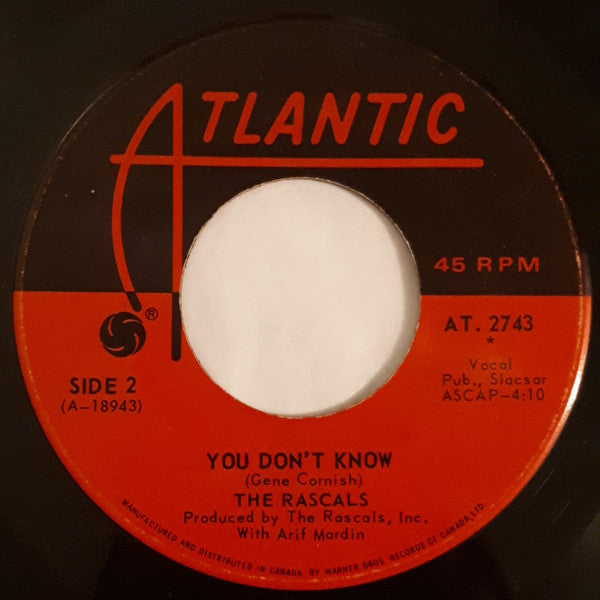 ATLANTIC
45 RPM
®
AT. 2743
*
SIDE 2
(A-18943)
Vocal
Pub., Slacsar
ASCAP-4:10
YOU DON'T KNOW
(Gene Cornish)
THE RASCALS
Produced by The Rascals, Inc.
With Arif Mardin
MANUFACTURED AND DISTRIBUTED IN CANADA BY WARNER BROS. RECORDS OF CANADA, LTD.